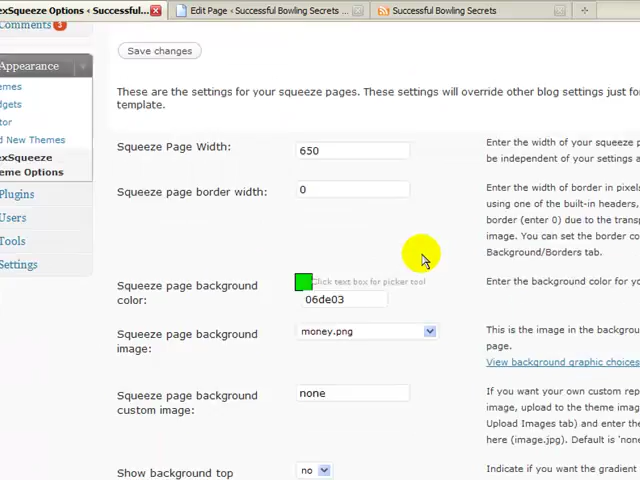 exSqueeze Options ‹ Successful...
Edit Page ‹ Successful Bowling Secrets ...
Successful Bowling Secrets
Comments 3
Appearance
emes
dgets
tor
d New Themes
exSqueeze
eme Options
Plugins
Users
Tools
Settings
Save changes
These are the settings for your squeeze pages. These settings will override other blog settings just for
template.
Squeeze Page Width:
650
Enter the width of your squeeze p
be independent of your settings a
Squeeze page border width:
0
Enter the width of border in pixels
using one of the built-in headers,
border (enter 0) due to the transp
image. You can set the border co
Background/Borders tab.
Squeeze page background
color:
Click text box for picker tool
06de03
Enter the background color for yo
Squeeze page background
image:
money.png
This is the image in the backgrou
page.
View background graphic choices
Squeeze page background
custom image:
none
If you want your own custom rep
image, upload to the theme imag
Upload Images tab) and enter the
here (image.jpg). Default is 'none
Show background top
no
Indicate if you want the gradient